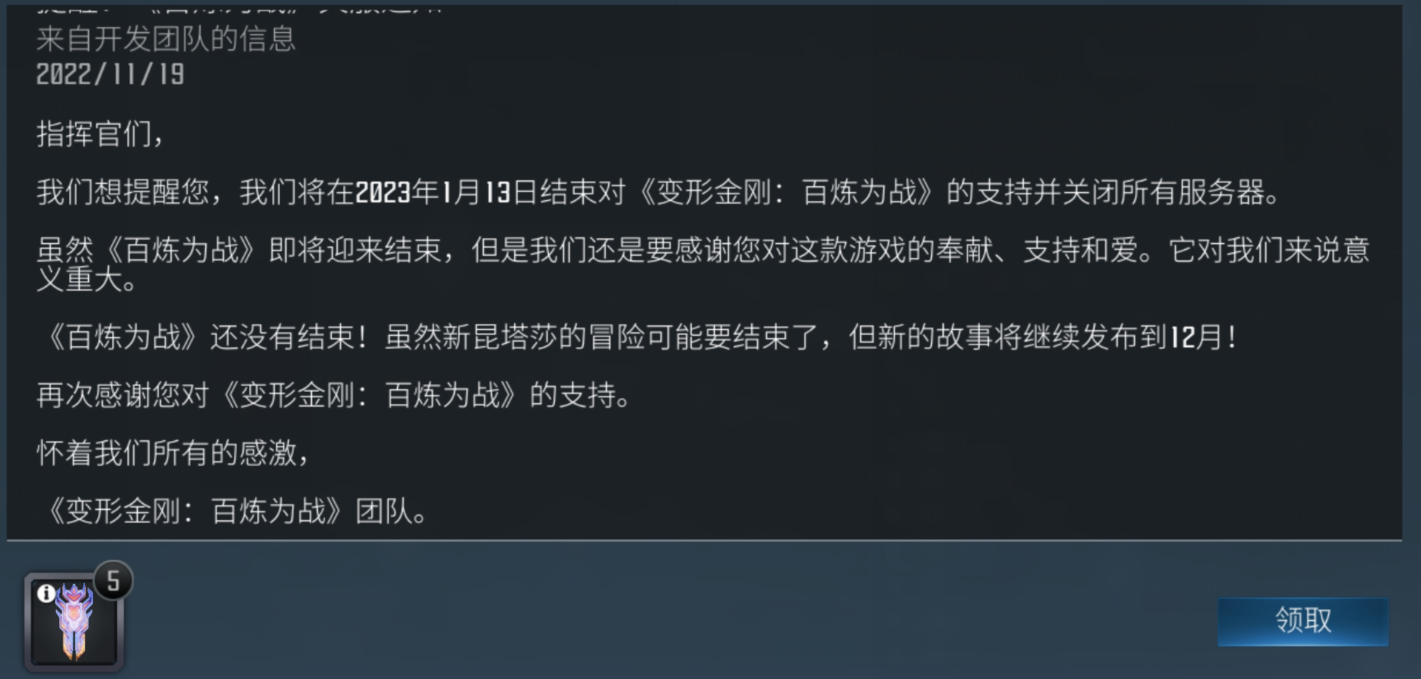 来自开发团队的信息
2022/11/19
指挥官们，
我们想提醒您，我们将在2023年1月13日结束对《变形金刚：百炼为战》的支持并关闭所有服务器。
虽然《百炼为战》即将迎来结束，但是我们还是要感谢您对这款游戏的奉献、支持和爱。它对我们来说意
义重大。
《百炼为战》还没有结束！虽然新昆塔莎的冒险可能要结束了，但新的故事将继续发布到12月！
再次感谢您对《变形金刚：百炼为战》的支持。
怀着我们所有的感激，
《变形金刚：百炼为战》团队。
5
领取